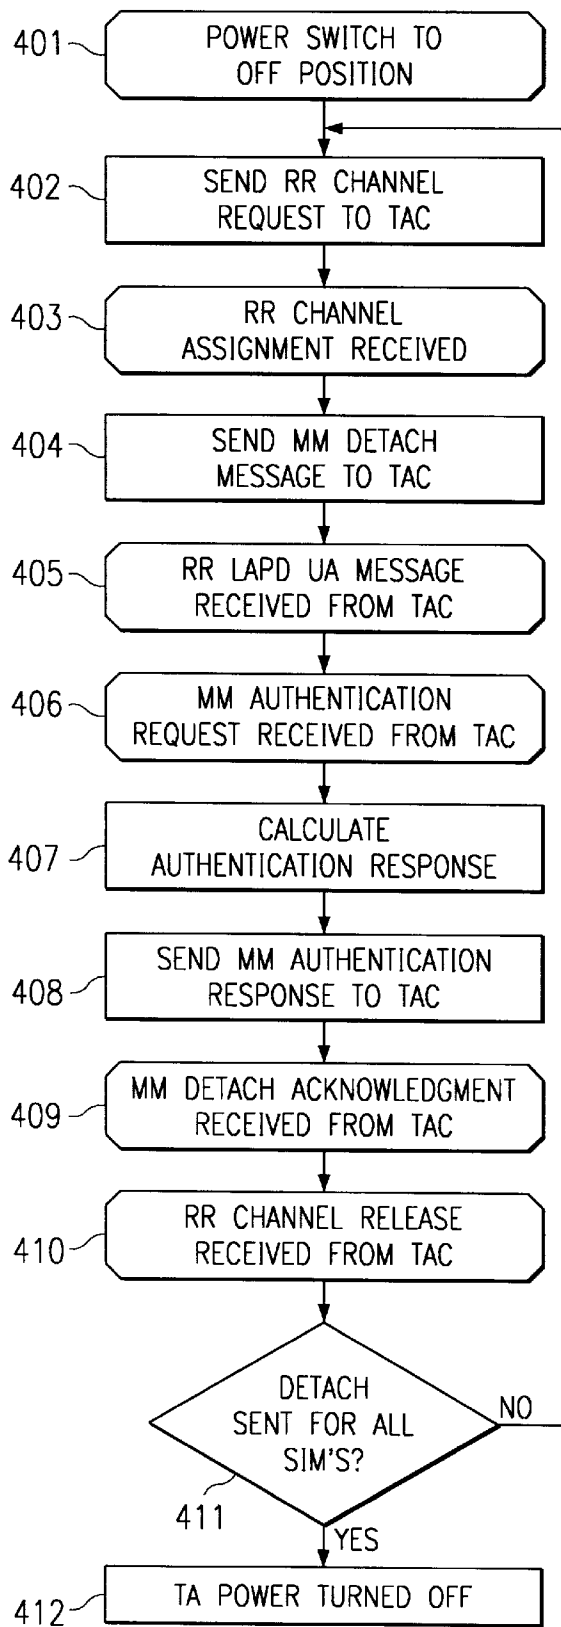 401
POWER SWITCH TO
OFF POSITION
402
SEND RR CHANNEL
REQUEST TO TAC
403
RR CHANNEL
ASSIGNMENT RECEIVED
404
SEND MM DETACH
MESSAGE TO TAC
405
RR LAPD UA MESSAGE
RECEIVED FROM TAC
406
MM AUTHENTICATION
REQUEST RECEIVED FROM TAC
407
CALCULATE
AUTHENTICATION RESPONSE
408
SEND MM AUTHENTICATION
RESPONSE TO TAC
409
MM DETACH ACKNOWLEDGMENT
RECEIVED FROM TAC
410
RR CHANNEL RELEASE
RECEIVED FROM TAC
DETACH
SENT FOR ALL
SIM'S?
NO
411
YES
412
TA POWER TURNED OFF